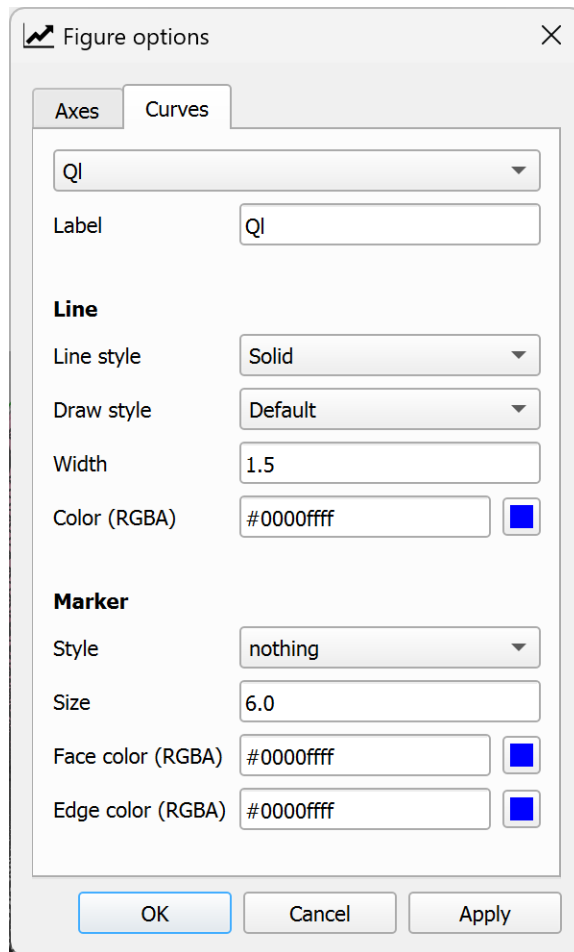 Figure options
Axes Curves
Ql
Label Ql
Line
Line style Solid
Draw style Default
Width 1.5
Color (RGBA) #0000ffff
Marker
Style nothing
Size 6.0
Face color (RGBA) #0000ffff
Edge color (RGBA) #0000ffff
OK Cancel Apply